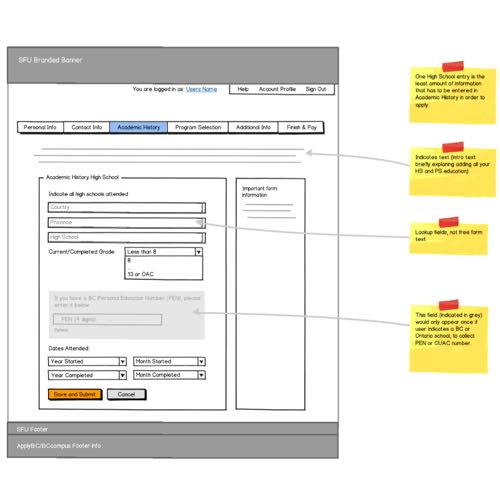 SFU Branded Banner
You are logged in as: Users Name
Help Account Profile Sign Out
Personal Info Contact Info Academic History Program Selection Additional Info Finish & Pay
Academic History High School
Indicate all high schools attended
Country
Province
High School
Current/Completed Grade
Less than 8
8
...
13 or OAC
If you have a BC Personal Education Number (PEN), please
enter it below
PEN (9 digits)
Optional
Dates Attended:
Year Started Month Started
Year Completed Month Completed
Save and Submit Cancel
Important form
information
SFU Footer
ApplyBC/BCcampus Footer info
One High School entry is the
least amount of information
that has to be entered in
Academic History in order to
apply.
Indicates text (intro text
briefly explaining adding all your
HS and PS education).
Lookup fields, not free form
text.
This field (indicated in grey)
would only appear once if
user indicates a BC or
Ontario school, to collect
PEN or OUAC number.